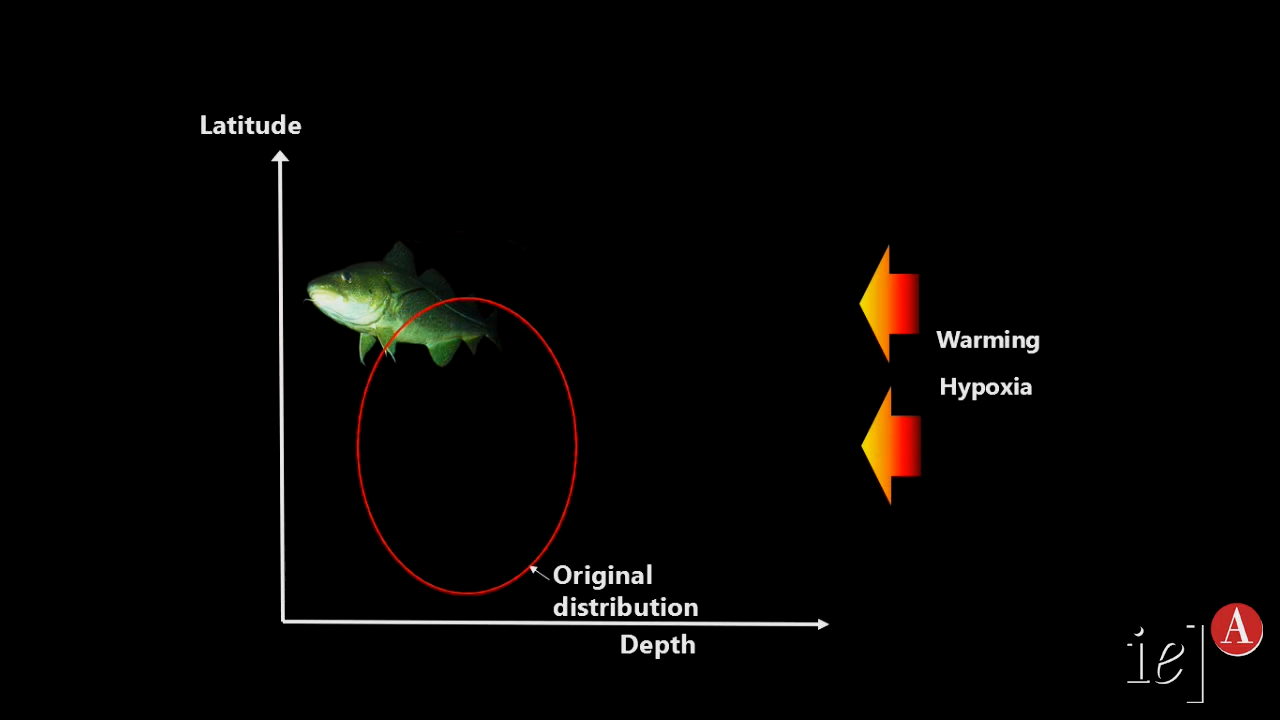 Latitude
Warming
Hypoxia
Original
distribution
Depth
ie]
A